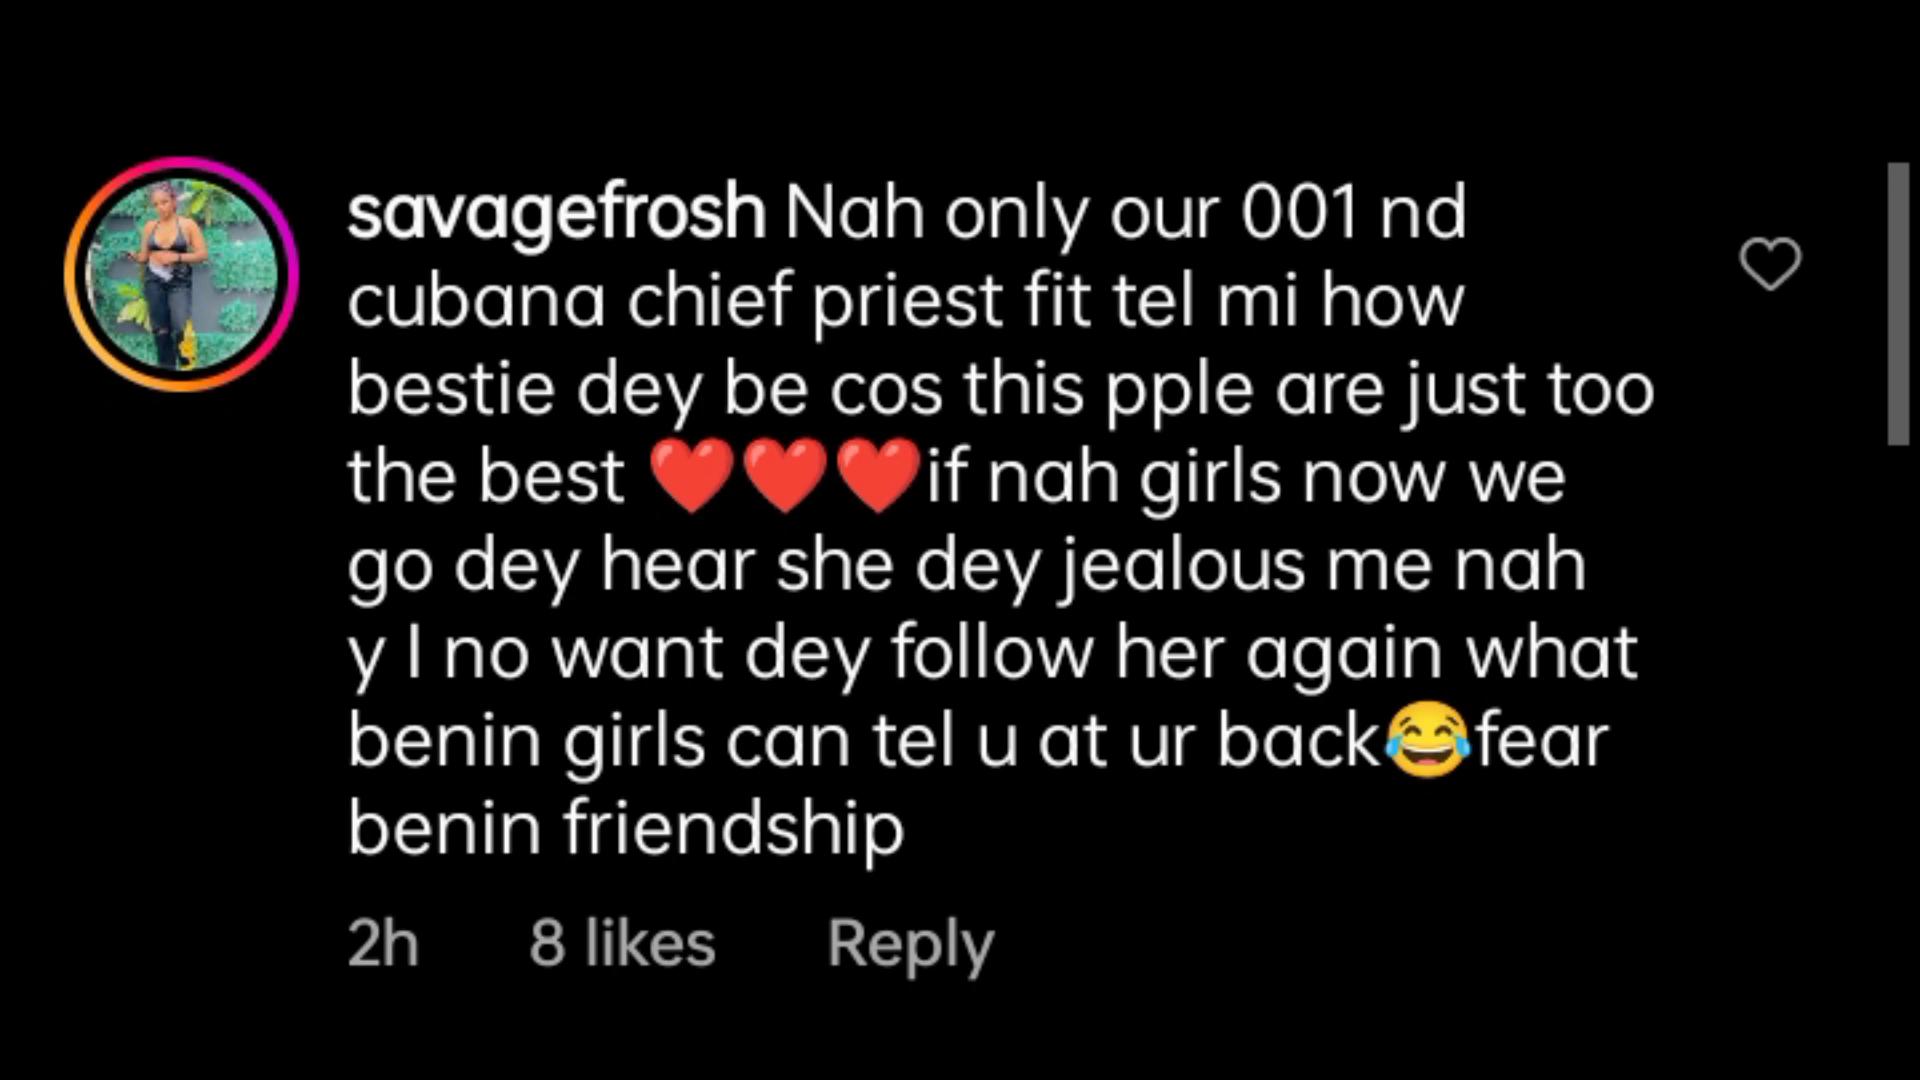 savagefrosh Nah only our 001 nd
cubana chief priest fit tel mi how
bestie dey be cos this pple are just too
the best ❤️❤️❤️if nah girls now we
go dey hear she dey jealous me nah
y I no want dey follow her again what
benin girls can tel u at ur back😂fear
benin friendship
2h 8 likes Reply